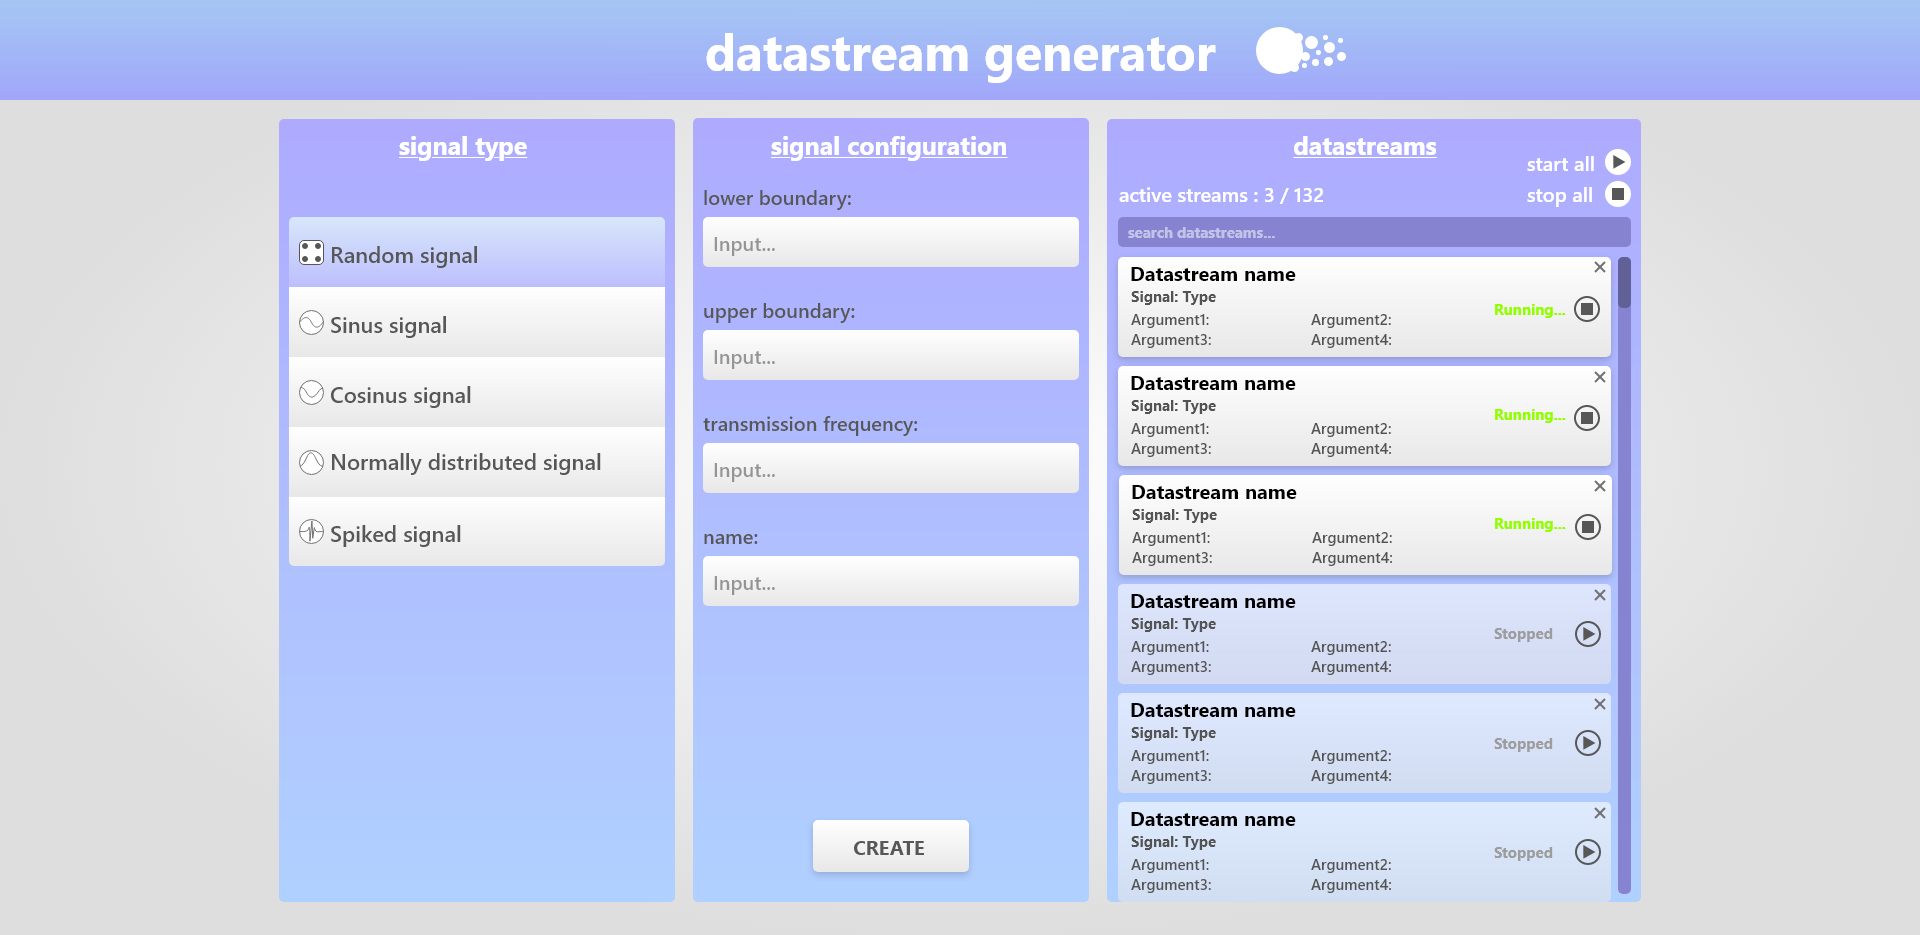 datastream generator
signal type
Random signal
Sinus signal
Cosinus signal
Normally distributed signal
Spiked signal
signal configuration
lower boundary:
Input...
upper boundary:
Input...
transmission frequency:
Input...
name:
Input...
CREATE
datastreams
start all
active streams : 3 / 132
stop all
search datastreams...
Datastream name
Signal: Type
Running...
Argument1: Argument2:
Argument3: Argument4:
Datastream name
Signal: Type
Running...
Argument1: Argument2:
Argument3: Argument4:
Datastream name
Signal: Type
Running...
Argument1: Argument2:
Argument3: Argument4:
Datastream name
Signal: Type
Stopped
Argument1: Argument2:
Argument3: Argument4:
Datastream name
Signal: Type
Stopped
Argument1: Argument2:
Argument3: Argument4:
Datastream name
Signal: Type
Stopped
Argument1: Argument2:
Argument3: Argument4: